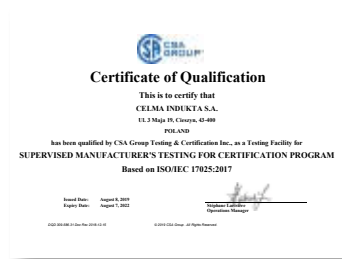 CSA
GROUP
Certificate of Qualification
This is to certify that
CELMA INDUKTA S.A.
Ul. 3 Maja 19, Cieszyn, 43-400
POLAND
has been qualified by CSA Group Testing & Certification Inc., as a Testing Facility for
SUPERVISED MANUFACTURER'S TESTING FOR CERTIFICATION PROGRAM
Based on ISO/IEC 17025:2017
Issued Date: August 8, 2019
Expiry Date: August 7, 2022
Stéphane
Operations Manager
© 2018 CSA Group. All Rights Reserved